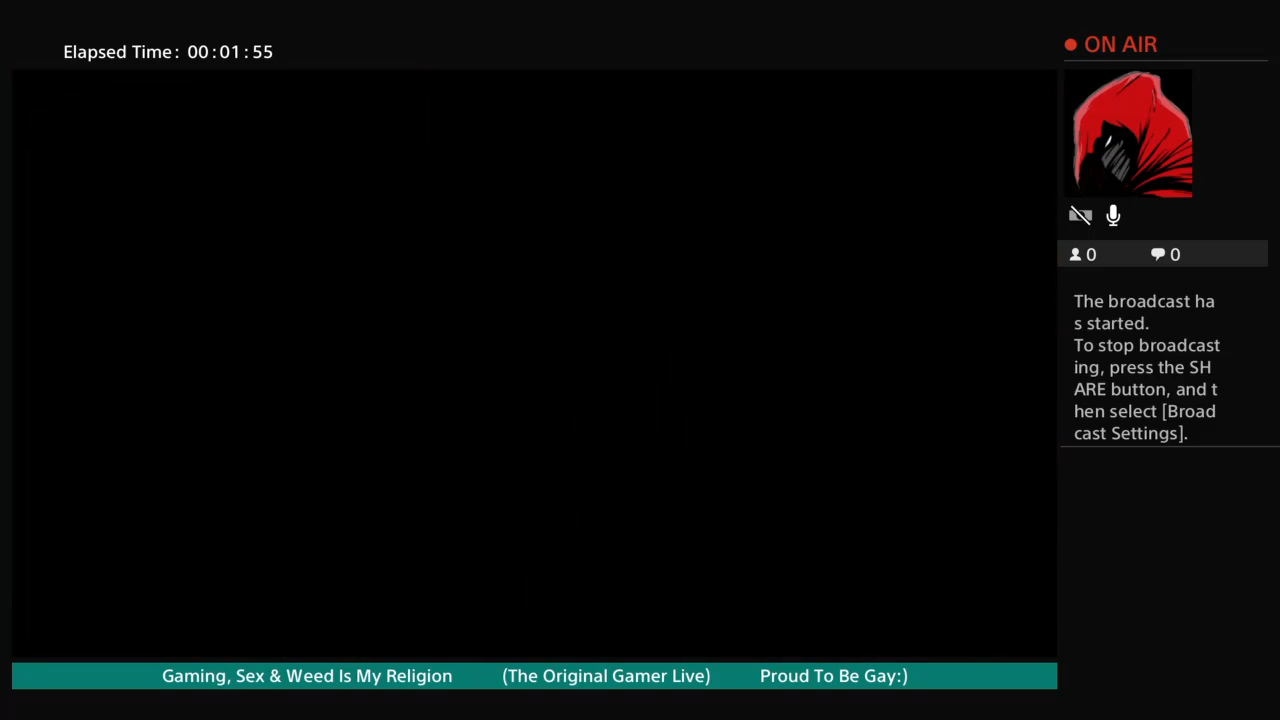 Elapsed Time: 00:01:55
ON AIR
0 0
The broadcast ha
s started.
To stop broadcast
ing, press the SH
ARE button, and t
hen select [Broad
cast Settings].
Gaming, Sex & Weed Is My Religion (The Original Gamer Live) Proud To Be Gay:)